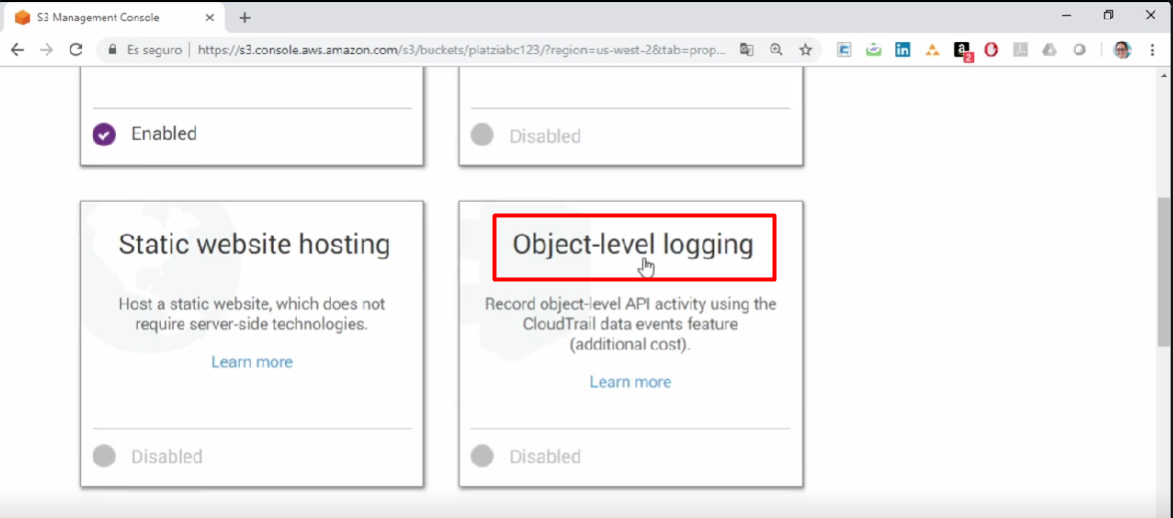 S3 Management Console
Es seguro
https://s3.console.aws.amazon.com/s3/buckets/platziabc123/?region=us-west-2&tab=prop...
in
a
2
Enabled
Disabled
Static website hosting
Host a static website, which does not
require server-side technologies.
Learn more
Disabled
Object-level logging
Record object-level API activity using the
CloudTrail data events feature
(additional cost).
Learn more
Disabled